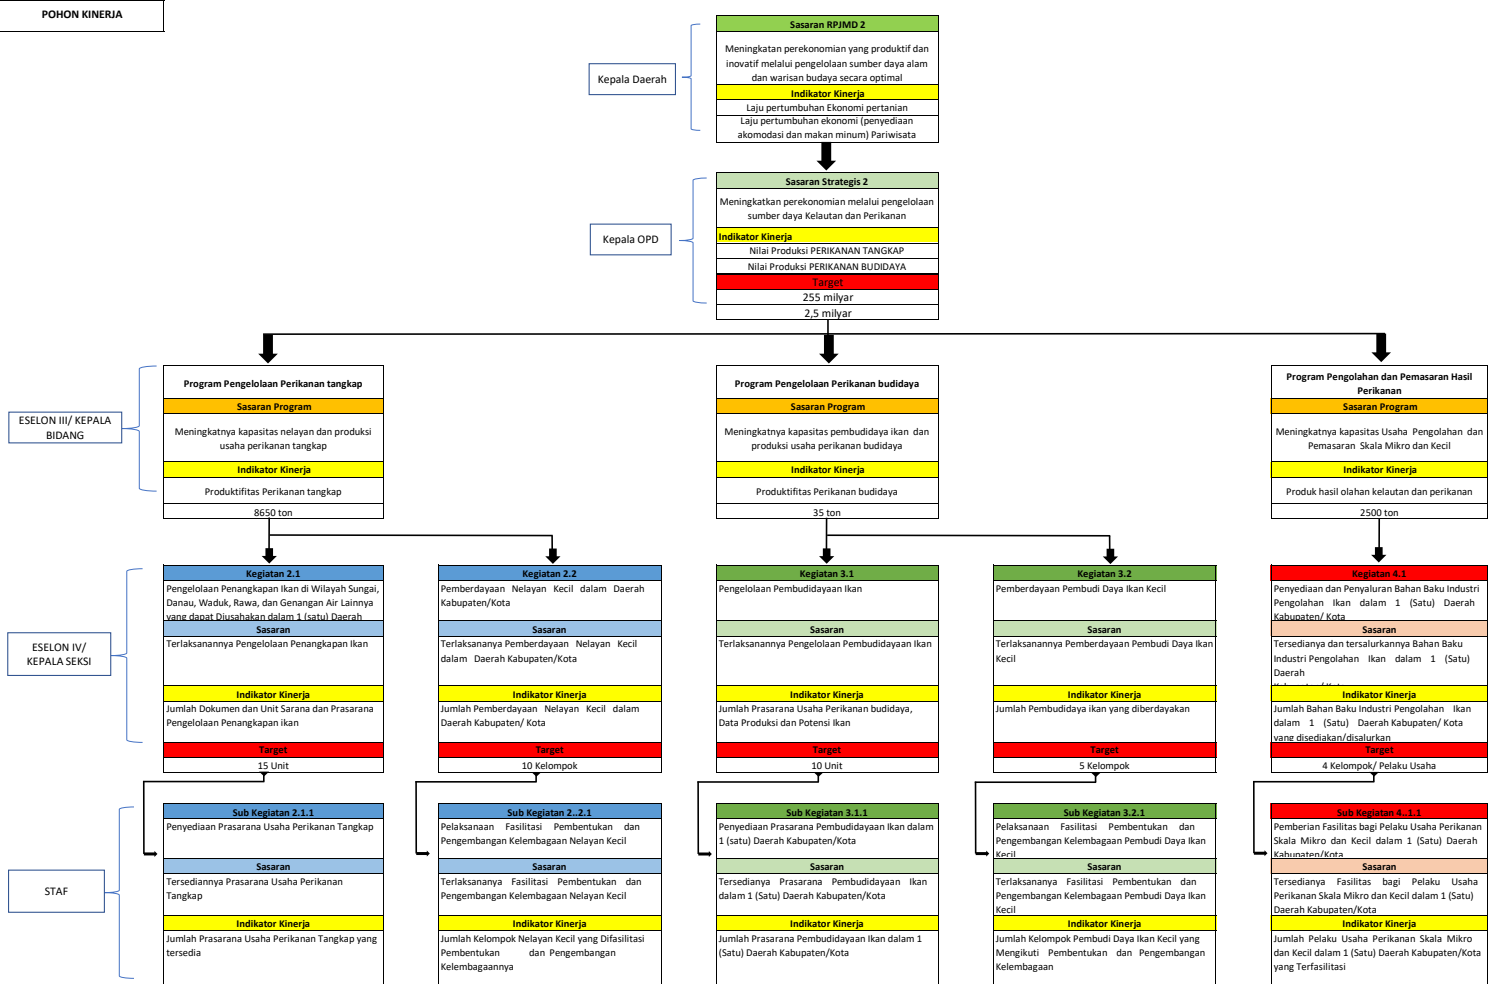 POHON KINERJA
Sasaran RPJMD 2
Meningkatan perekonomian yang produktif dan
inovatif melalui pengelolaan sumber daya alam
dan warisan budaya secara optimal
Indikator Kinerja
Laju pertumbuhan Ekonomi pertanian
Laju pertumbuhan ekonomi (penyediaan
akomodasi dan makan minum) Pariwisata
Kepala Daerah
Sasaran Strategis 2
Meningkatkan perekonomian melalui pengelolaan
sumber daya Kelautan dan Perikanan
Indikator Kinerja
Nilai Produksi PERIKANAN TANGKAP
Nilai Produksi PERIKANAN BUDIDAYA
Target
255 milyar
2,5 milyar
Kepala OPD
ESELON III/ KEPALA
BIDANG
Program Pengelolaan Perikanan tangkap
Sasaran Program
Meningkatnya kapasitas nelayan dan produksi
usaha perikanan tangkap
Indikator Kinerja
Produktifitas Perikanan tangkap
8650 ton
Program Pengelolaan Perikanan budidaya
Sasaran Program
Meningkatnya kapasitas pembudidaya ikan dan
produksi usaha perikanan budidaya
Indikator Kinerja
Produktifitas Perikanan budidaya
35 ton
Program Pengolahan dan Pemasaran Hasil
Perikanan
Sasaran Program
Meningkatnya kapasitas Usaha Pengolahan dan
Pemasaran Skala Mikro dan Kecil
Indikator Kinerja
Produk hasil olahan kelautan dan perikanan
2500 ton
ESELON IV/
KEPALA SEKSI
Kegiatan 2.1
Pengelolaan Penangkapan Ikan di Wilayah Sungai,
Danau, Waduk, Rawa, dan Genangan Air Lainnya
yang dapat Diusahakan dalam 1 (satu) Daerah
Sasaran
Terlaksanannya Pengelolaan Penangkapan Ikan
Indikator Kinerja
Jumlah Dokumen dan Unit Sarana dan Prasarana
Pengelolaan Penangkapan ikan
Target
15 Unit
Kegiatan 2.2
Pemberdayaan Nelayan Kecil dalam Daerah
Kabupaten/Kota
Sasaran
Terlaksananya Pemberdayaan Nelayan Kecil
dalam Daerah Kabupaten/Kota
Indikator Kinerja
Jumlah Pemberdayaan Nelayan Kecil dalam
Daerah Kabupaten/ Kota
Target
10 Kelompok
Kegiatan 3.1
Pengelolaan Pembudidayaan Ikan
Sasaran
Terlaksanannya Pengelolaan Pembudidayaan Ikan
Indikator Kinerja
Jumlah Prasarana Usaha Perikanan budidaya,
Data Produksi dan Potensi Ikan
Target
10 Unit
Kegiatan 3.2
Pemberdayaan Pembudi Daya Ikan Kecil
Sasaran
Terlaksanannya Pemberdayaan Pembudi Daya Ikan
Kecil
Indikator Kinerja
Jumlah Pembudidaya ikan yang diberdayakan
Target
5 Kelompok
Kegiatan 4.1
Penyediaan dan Penyaluran Bahan Baku Industri
Pengolahan Ikan dalam 1 (Satu) Daerah
Kabupaten/ Kota
Sasaran
Tersedianya dan tersalurkannya Bahan Baku
Industri Pengolahan Ikan dalam 1 (Satu)
Daerah
Indikator Kinerja
Jumlah Bahan Baku Industri Pengolahan Ikan
dalam 1 (Satu) Daerah Kabupaten/ Kota
yang disediakan/disalurkan
Target
4 Kelompok/ Pelaku Usaha
STAF
Sub Kegiatan 2.1.1
Penyediaan Prasarana Usaha Perikanan Tangkap
Sasaran
Tersediannya Prasarana Usaha Perikanan
Tangkap
Indikator Kinerja
Jumlah Prasarana Usaha Perikanan Tangkap yang
tersedia
Sub Kegiatan 2..2.1
Pelaksanaan Fasilitasi Pembentukan dan
Pengembangan Kelembagaan Nelayan Kecil
Sasaran
Terlaksananya Fasilitasi Pembentukan dan
Pengembangan Kelembagaan Nelayan Kecil
Indikator Kinerja
Jumlah Kelompok Nelayan Kecil yang Difasilitasi
Pembentukan dan Pengembangan
Kelembagaannya
Sub Kegiatan 3.1.1
Penyediaan Prasarana Pembudidayaan Ikan dalam
1 (satu) Daerah Kabupaten/Kota
Sasaran
Tersedianya Prasarana Pembudidayaan Ikan
dalam 1 (Satu) Daerah Kabupaten/Kota
Indikator Kinerja
Jumlah Prasarana Pembudidayaan Ikan dalam 1
(Satu) Daerah Kabupaten/Kota
Sub Kegiatan 3.2.1
Pelaksanaan Fasilitasi Pembentukan dan
Pengembangan Kelembagaan Pembudi Daya Ikan
Kecil
Sasaran
Terlaksananya Fasilitasi Pembentukan dan
Pengembangan Kelembagaan Pembudi Daya Ikan
Kecil
Indikator Kinerja
Jumlah Kelompok Pembudi Daya Ikan Kecil yang
Mengikuti Pembentukan dan Pengembangan
Kelembagaan
Sub Kegiatan 4..1.1
Pemberian Fasilitas bagi Pelaku Usaha Perikanan
Skala Mikro dan Kecil dalam 1 (Satu) Daerah
Kabupaten/Kota
Sasaran
Tersedianya Fasilitas bagi Pelaku Usaha
Perikanan Skala Mikro dan Kecil dalam 1 (Satu)
Daerah Kabupaten/Kota
Indikator Kinerja
Jumlah Pelaku Usaha Perikanan Skala Mikro
dan Kecil dalam 1 (Satu) Daerah Kabupaten/Kota
yang Terfasilitasi